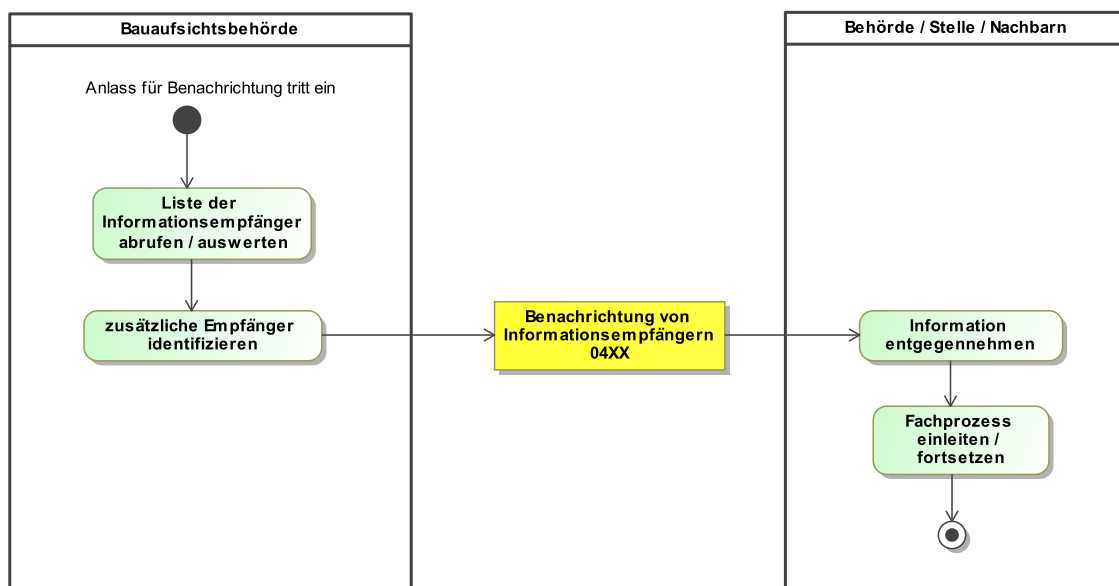 Bauaufsichtsbehörde
Behörde / Stelle / Nachbarn
Anlass für Benachrichtung tritt ein
Liste der
Informationsempfänger
abrufen / auswerten
zusätzliche Empfänger
identifizieren
Benachrichtung von
Informationsempfängern
04XX
Information
entgegennehmen
Fachprozess
einleiten /
fortsetzen